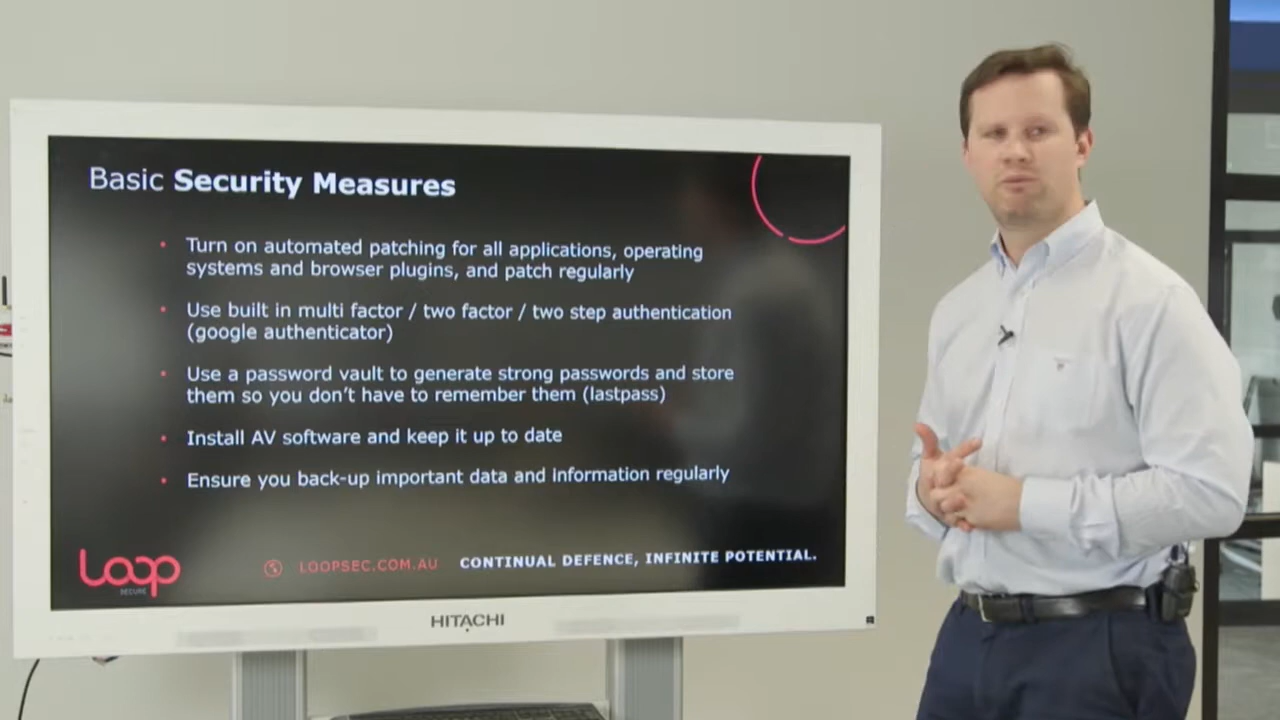 Basic Security Measures
• Turn on automated patching for all applications, operating
systems and browser plugins, and patch regularly
• Use built in multi factor / two factor / two step authentication
(google authenticator)
• Use a password vault to generate strong passwords and store
them so you don't have to remember them (lastpass)
• Install AV software and keep it up to date
• Ensure you back-up important data and information regularly
Loop
SECURE
LOOPSEC.COM.AU
CONTINUAL DEFENCE, INFINITE POTENTIAL.
HITACHI